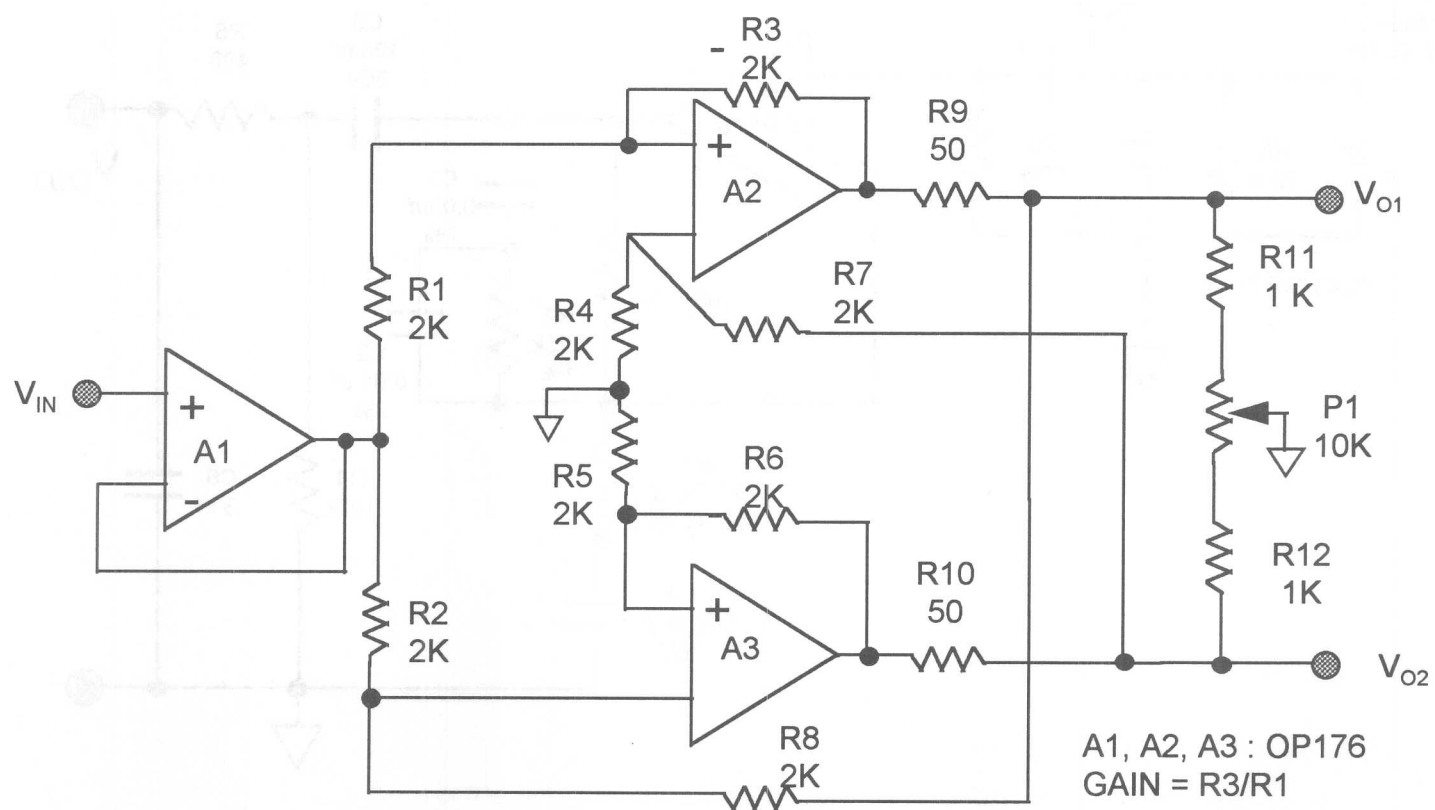 R3
-
2K
R9
50
+
A2
VO1
R7
2K
R11
1 K
R1
2K
R4
2K
VIN
+
A1
-
P1
10K
R5
2K
R6
2K
-
R12
1K
R2
2K
R10
50
+
A3
VO2
R8
2K
A1, A2, A3 : OP176
GAIN = R3/R1